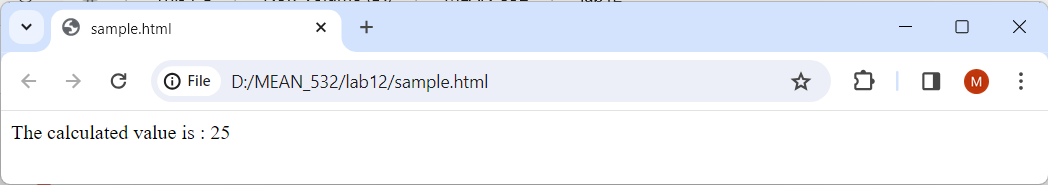 sample.html
File D:/MEAN_532/lab12/sample.html M
The calculated value is : 25